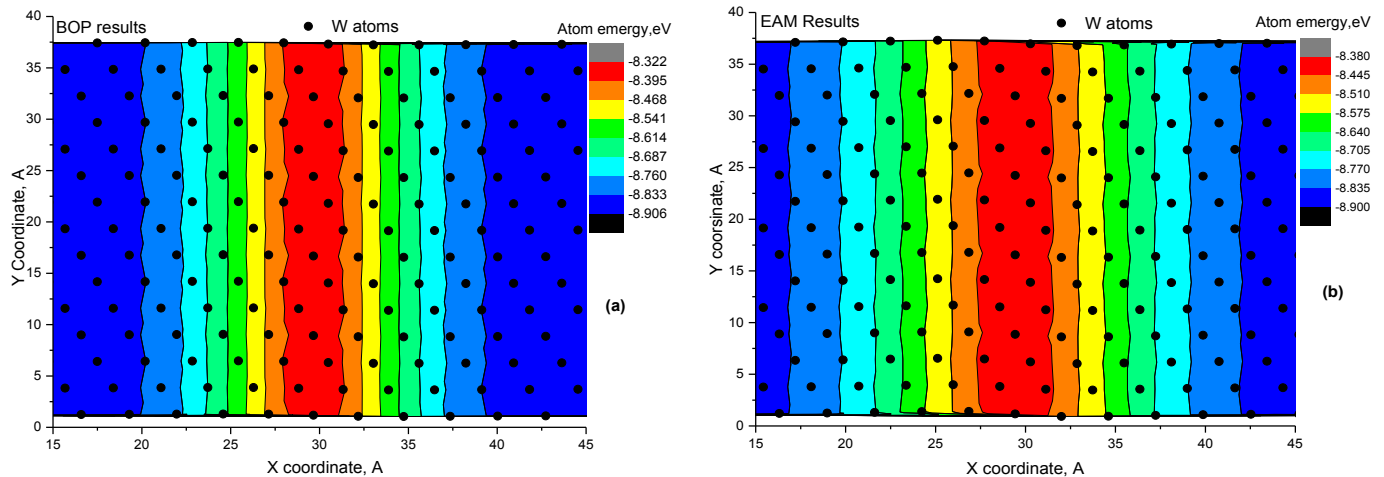 BOP results
W atoms
Atom energy,eV
40
35
30
25
20
15
10
5
0
Y Coordinate, A
-8.322
-8.395
-8.468
-8.541
-8.614
-8.687
-8.760
-8.833
-8.906
(a)
15 20 25 30 35 40 45
X coordinate, A
EAM Results
W atoms
Atom energy,eV
40
35
30
25
20
15
10
5
0
Y coorsinate, A
-8.380
-8.445
-8.510
-8.575
-8.640
-8.705
-8.770
-8.835
-8.900
(b)
15 20 25 30 35 40 45
X coordinate, A